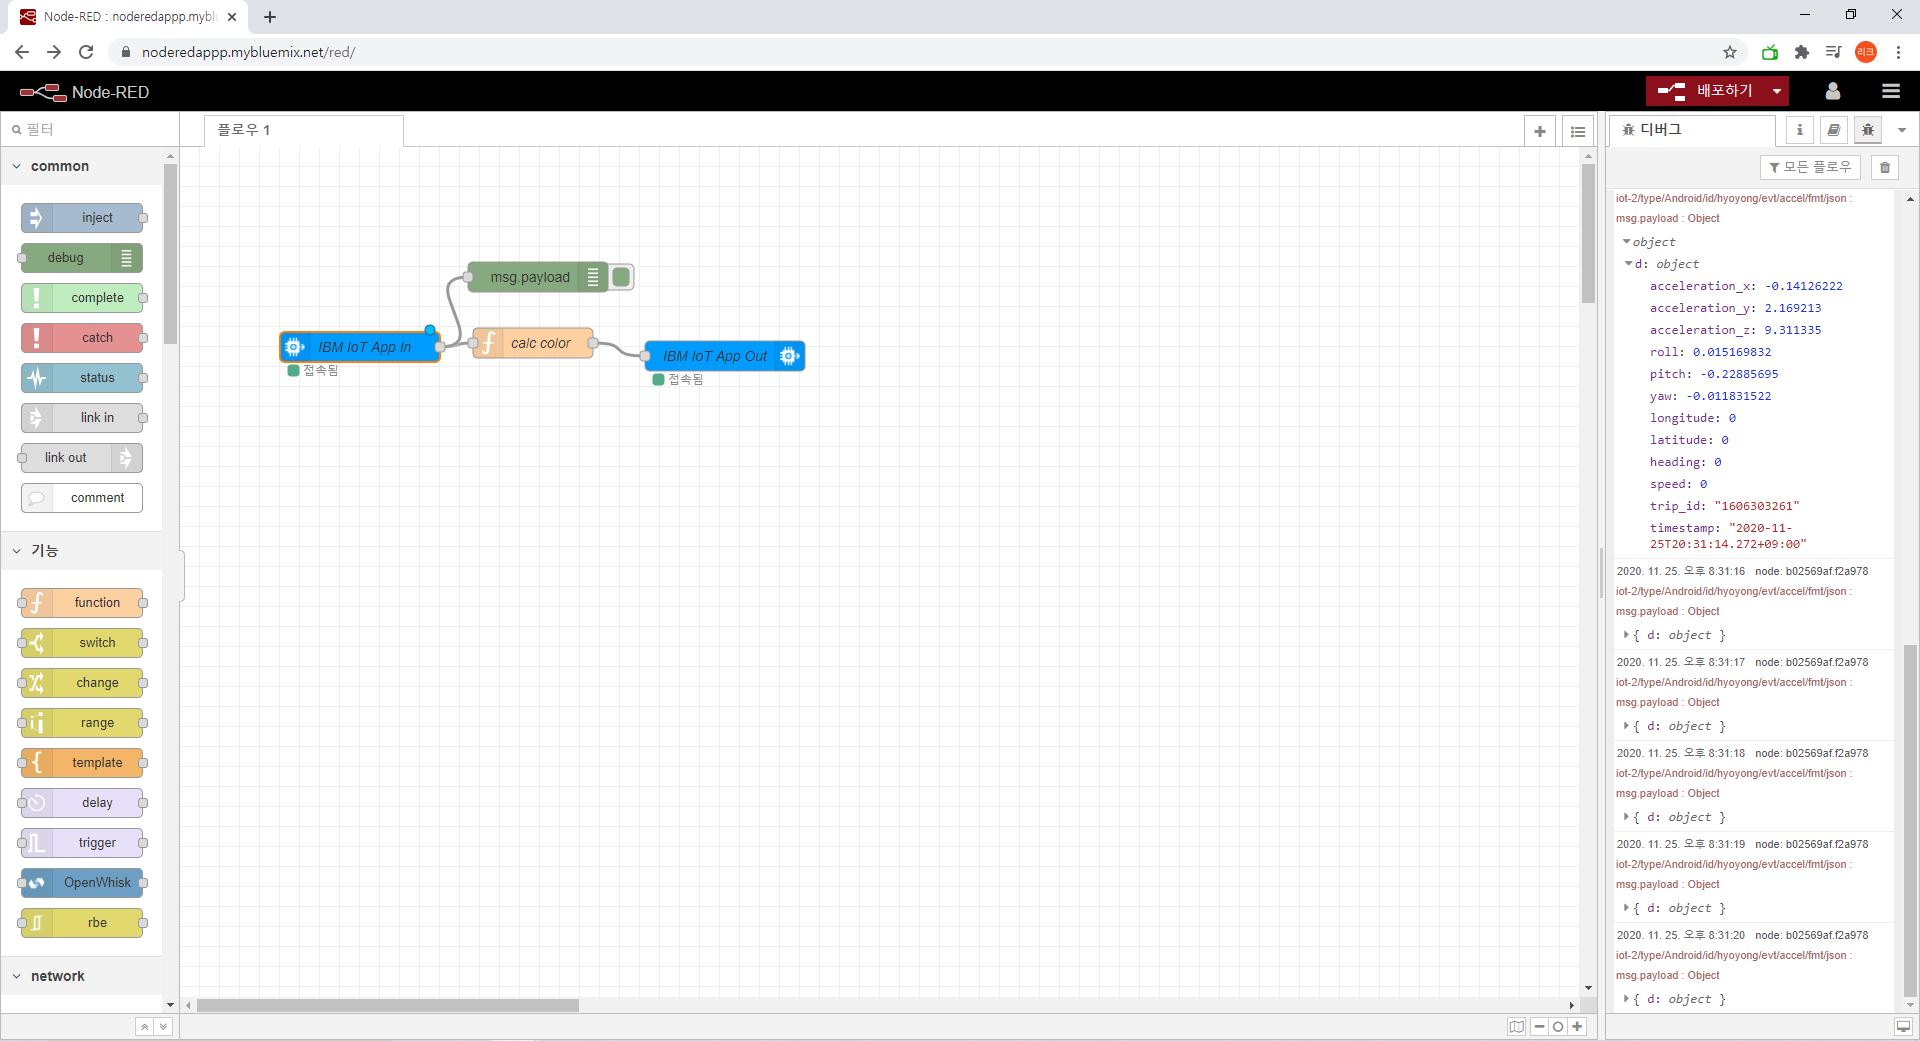 Node-RED : noderedappp.myblu
noderedappp.mybluemix.net/red/
리크
Node-RED
배포하기
필터
플로우 1
디버그
모든 플로우
common
inject
debug
complete
catch
status
link in
link out
comment
기능
function
switch
change
range
template
delay
trigger
OpenWhisk
rbe
network
msg.payload
IBM IoT App In
접속됨
calc color
IBM IoT App Out
접속됨
iot-2/type/Android/id/hyoyong/evt/accel/fmt/json :
msg.payload : Object
object
d: object
acceleration_x: -0.14126222
acceleration_y: 2.169213
acceleration_z: 9.311335
roll: 0.015169832
pitch: -0.22885695
yaw: -0.011831522
longitude: 0
latitude: 0
heading: 0
speed: 0
trip_id: "1606303261"
timestamp: "2020-11-
25T20:31:14.272+09:00"
2020. 11. 25. 오후 8:31:16 node: b02569af.f2a978
iot-2/type/Android/id/hyoyong/evt/accel/fmt/json :
msg.payload : Object
{ d: object }
2020. 11. 25. 오후 8:31:17 node: b02569af.f2a978
iot-2/type/Android/id/hyoyong/evt/accel/fmt/json :
msg.payload : Object
{ d: object }
2020. 11. 25. 오후 8:31:18 node: b02569af.f2a978
iot-2/type/Android/id/hyoyong/evt/accel/fmt/json :
msg.payload : Object
{ d: object }
2020. 11. 25. 오후 8:31:19 node: b02569af.f2a978
iot-2/type/Android/id/hyoyong/evt/accel/fmt/json :
msg.payload : Object
{ d: object }
2020. 11. 25. 오후 8:31:20 node: b02569af.f2a978
iot-2/type/Android/id/hyoyong/evt/accel/fmt/json :
msg.payload : Object
{ d: object }